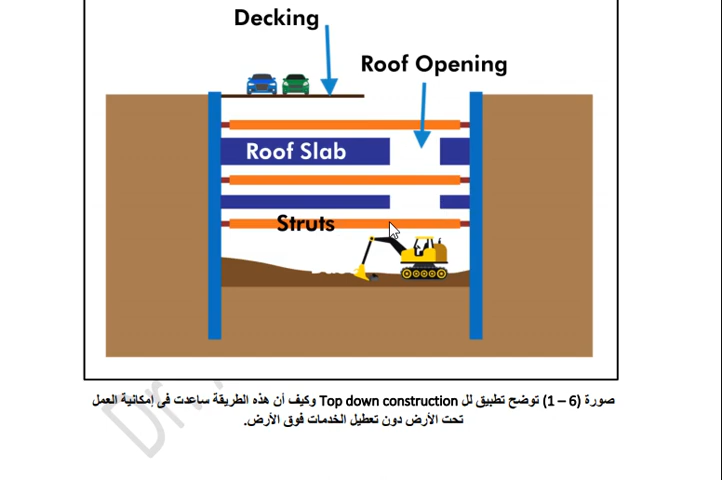 Decking
Roof Opening
Roof Slab
Struts
صورة (6 – 1) توضح تطبيق لل Top down construction وكيف أن هذه الطريقة ساعدت فى إمكانية العمل
تحت الأرض دون تعطيل الخدمات فوق الأرض.
Dr.